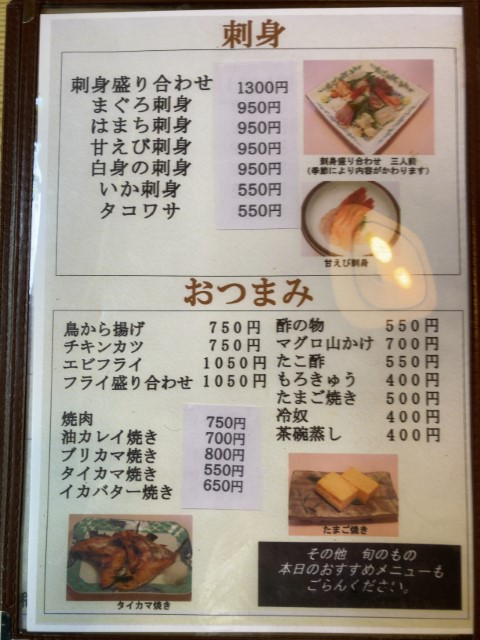 刺身
刺身盛り合わせ 1300円
まぐろ刺身 950円
はまち刺身 950円
甘えび刺身 950円
白身の刺身 950円
いか刺身 550円
タコワサ 550円
刺身盛り合わせ 三人前
(季節により内容がかわります)
甘えび刺身
おつまみ
鳥から揚げ 750円
チキンカツ 750円
エビフライ 1050円
フライ盛り合わせ 1050円
焼肉 750円
油カレイ焼き 700円
ブリカマ焼き 800円
タイカマ焼き 550円
イカバター焼き 650円
タイカマ焼き
酢の物 550円
マグロ山かけ 700円
たこ酢 550円
もろきゅう 400円
たまご焼き 500円
冷奴 400円
茶碗蒸し 400円
たまご焼き
その他 旬のもの
本日のおすすめメニューも
ごらんください。